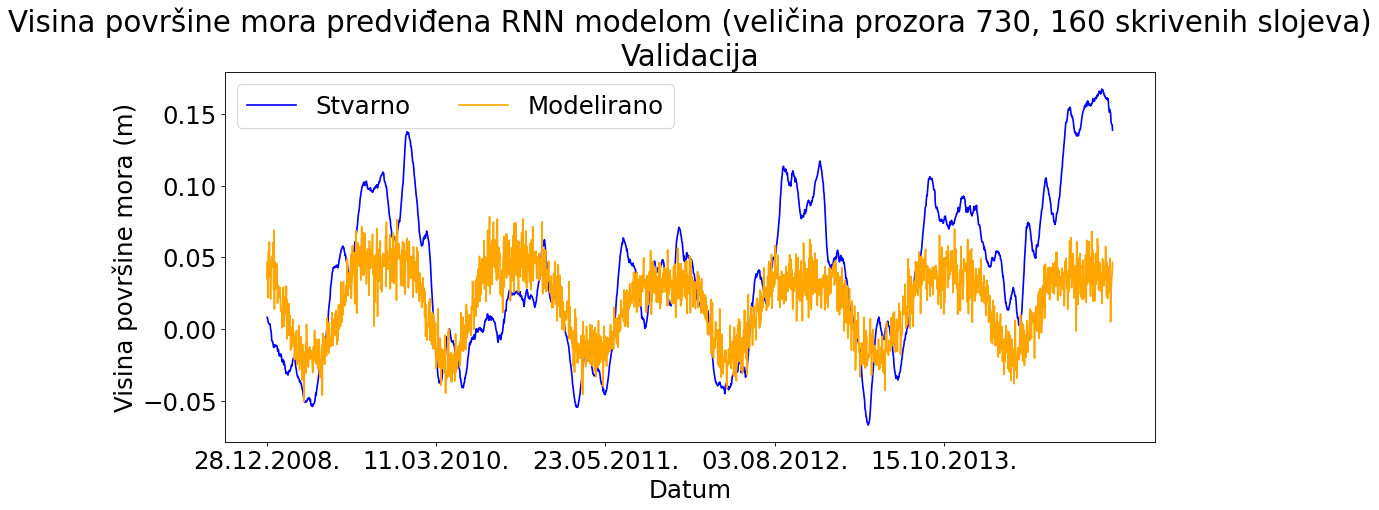 Visina površine mora predviđena RNN modelom (veličina prozora 730, 160 skrivenih slojeva)
Validacija
Stvarno
Modelirano
Visina površine mora (m)
0.15
0.10
0.05
0.00
−0.05
28.12.2008.
11.03.2010.
23.05.2011.
03.08.2012.
15.10.2013.
Datum